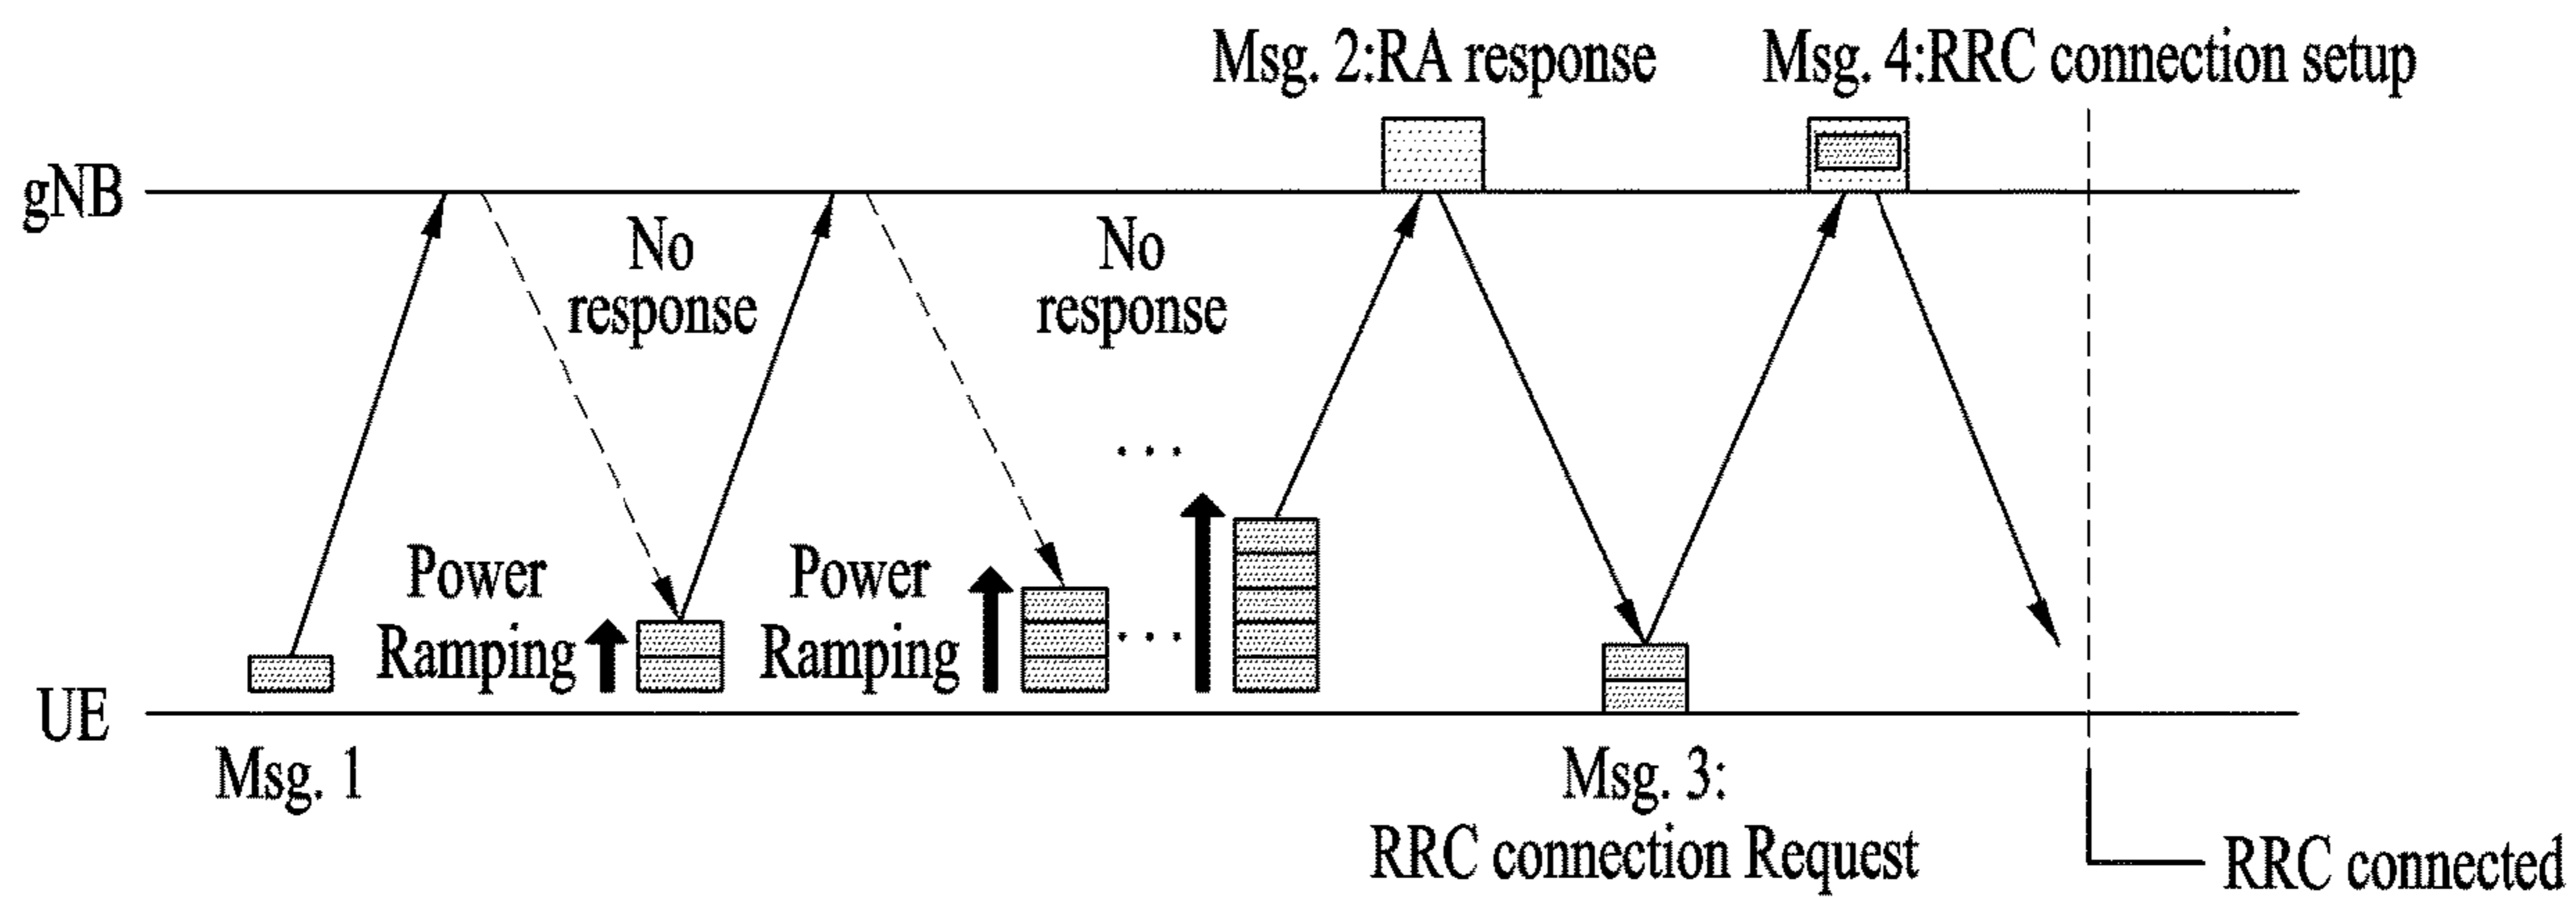 Msg. 2:RA response
Msg. 4:RRC connection setup
gNB
No
response
No
response
...
Power
Ramping
Power
Ramping
...
UE
Msg. 1
Msg. 3:
RRC connection Request
RRC connected